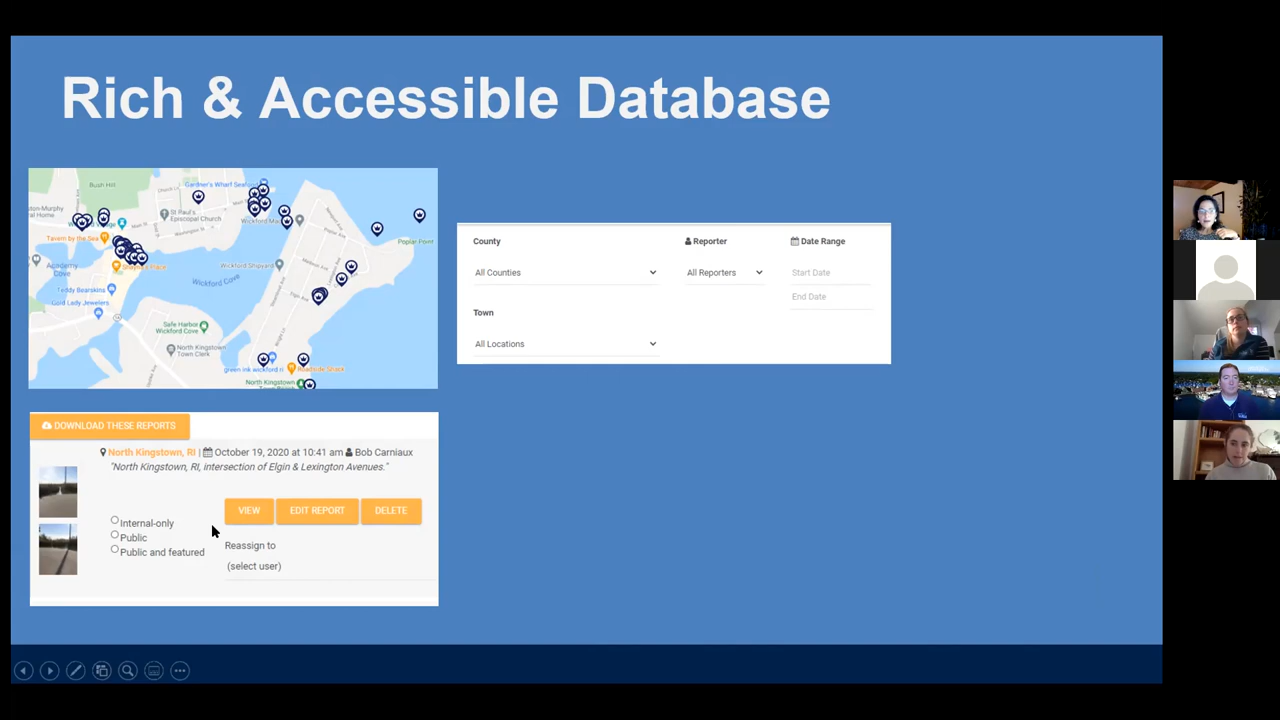 Rich & Accessible Database
Bush Hill
Gardner's Wharf Seafood
St Paul's
Episcopal Church
Tavern by the Sea
Wickford Shipyard
Poplar Point
Academy
Cove
Wickford Cove
Teddy Bearskins
Gold Lady Jewelers
Safe Harbor
Wickford Cove
North Kingstown
Town Clerk
green ink wickford ri
North Kingstown
County
Reporter
Date Range
All Counties
All Reporters
Start Date
End Date
Town
All Locations
DOWNLOAD THESE REPORTS
North Kingstown, RI | October 19, 2020 at 10:41 am Bob Carniaux
"North Kingstown, RI, intersection of Elgin & Lexington Avenues."
VIEW EDIT REPORT DELETE
Internal-only
Public
Public and featured
Reassign to
(select user)